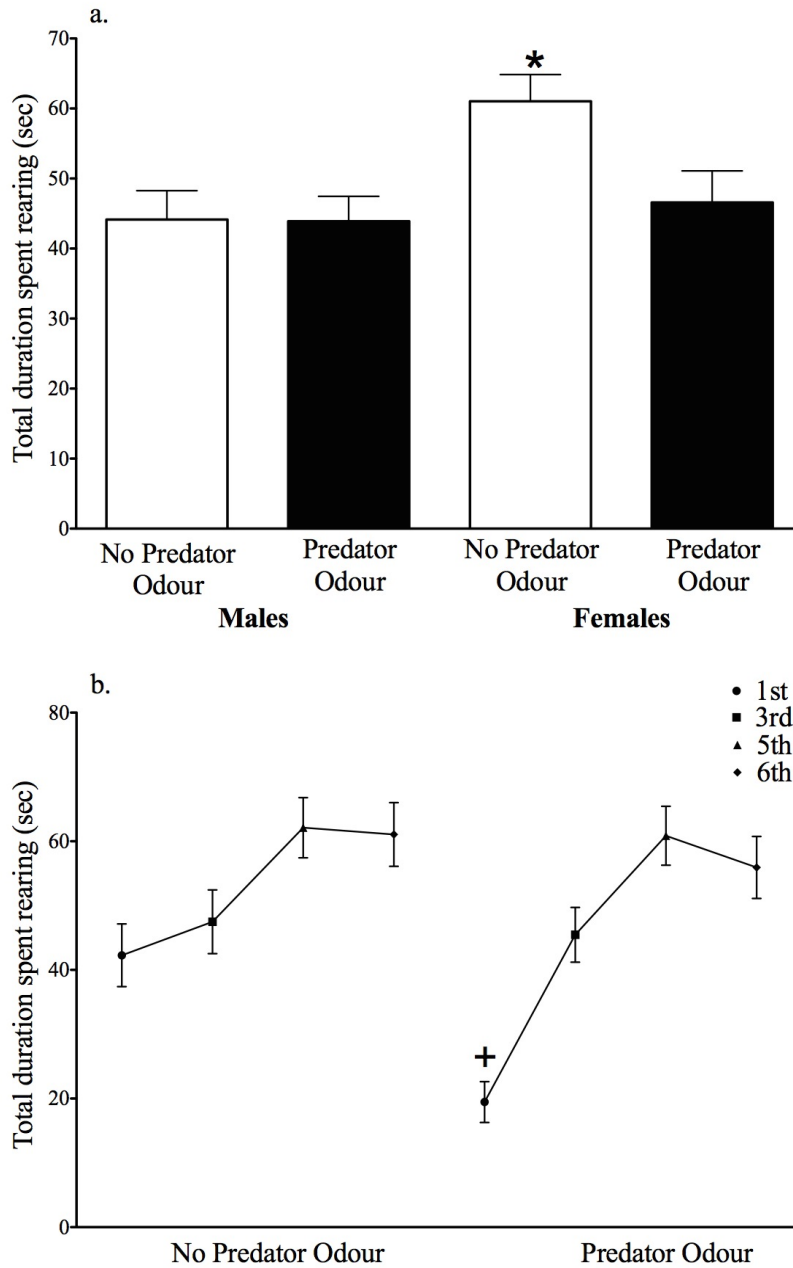 a.
Total duration spent rearing (sec)
70
60
50
40
30
20
10
0
*
No Predator
Odour
Predator
Odour
No Predator
Odour
Predator
Odour
Males
Females
b.
1st
3rd
5th
6th
Total duration spent rearing (sec)
80
60
40
20
0
+
No Predator Odour
Predator Odour